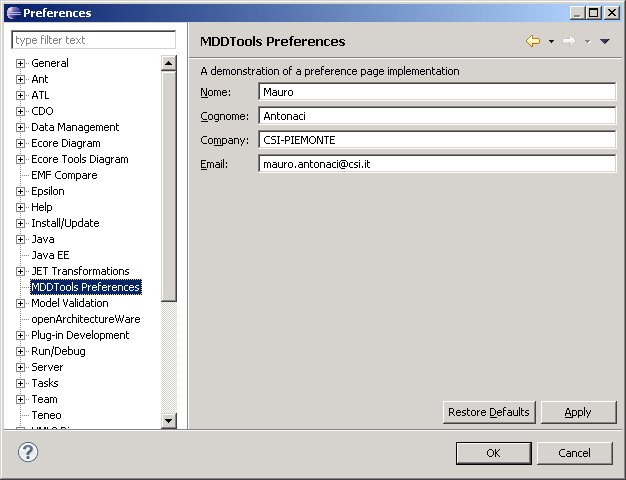 Preferences
type filter text
General
Ant
ATL
CDO
Data Management
Ecore Diagram
Ecore Tools Diagram
EMF Compare
Epsilon
Help
Install/Update
Java
Java EE
JET Transformations
MDDTools Preferences
Model Validation
openArchitectureWare
Plug-in Development
Run/Debug
Server
Tasks
Team
Teneo
MDDTools Preferences
A demonstration of a preference page implementation
Nome: Mauro
Cognome: Antonaci
Company: CSI-PIEMONTE
Email: mauro.antonaci@csi.it
Restore Defaults Apply
? OK Cancel